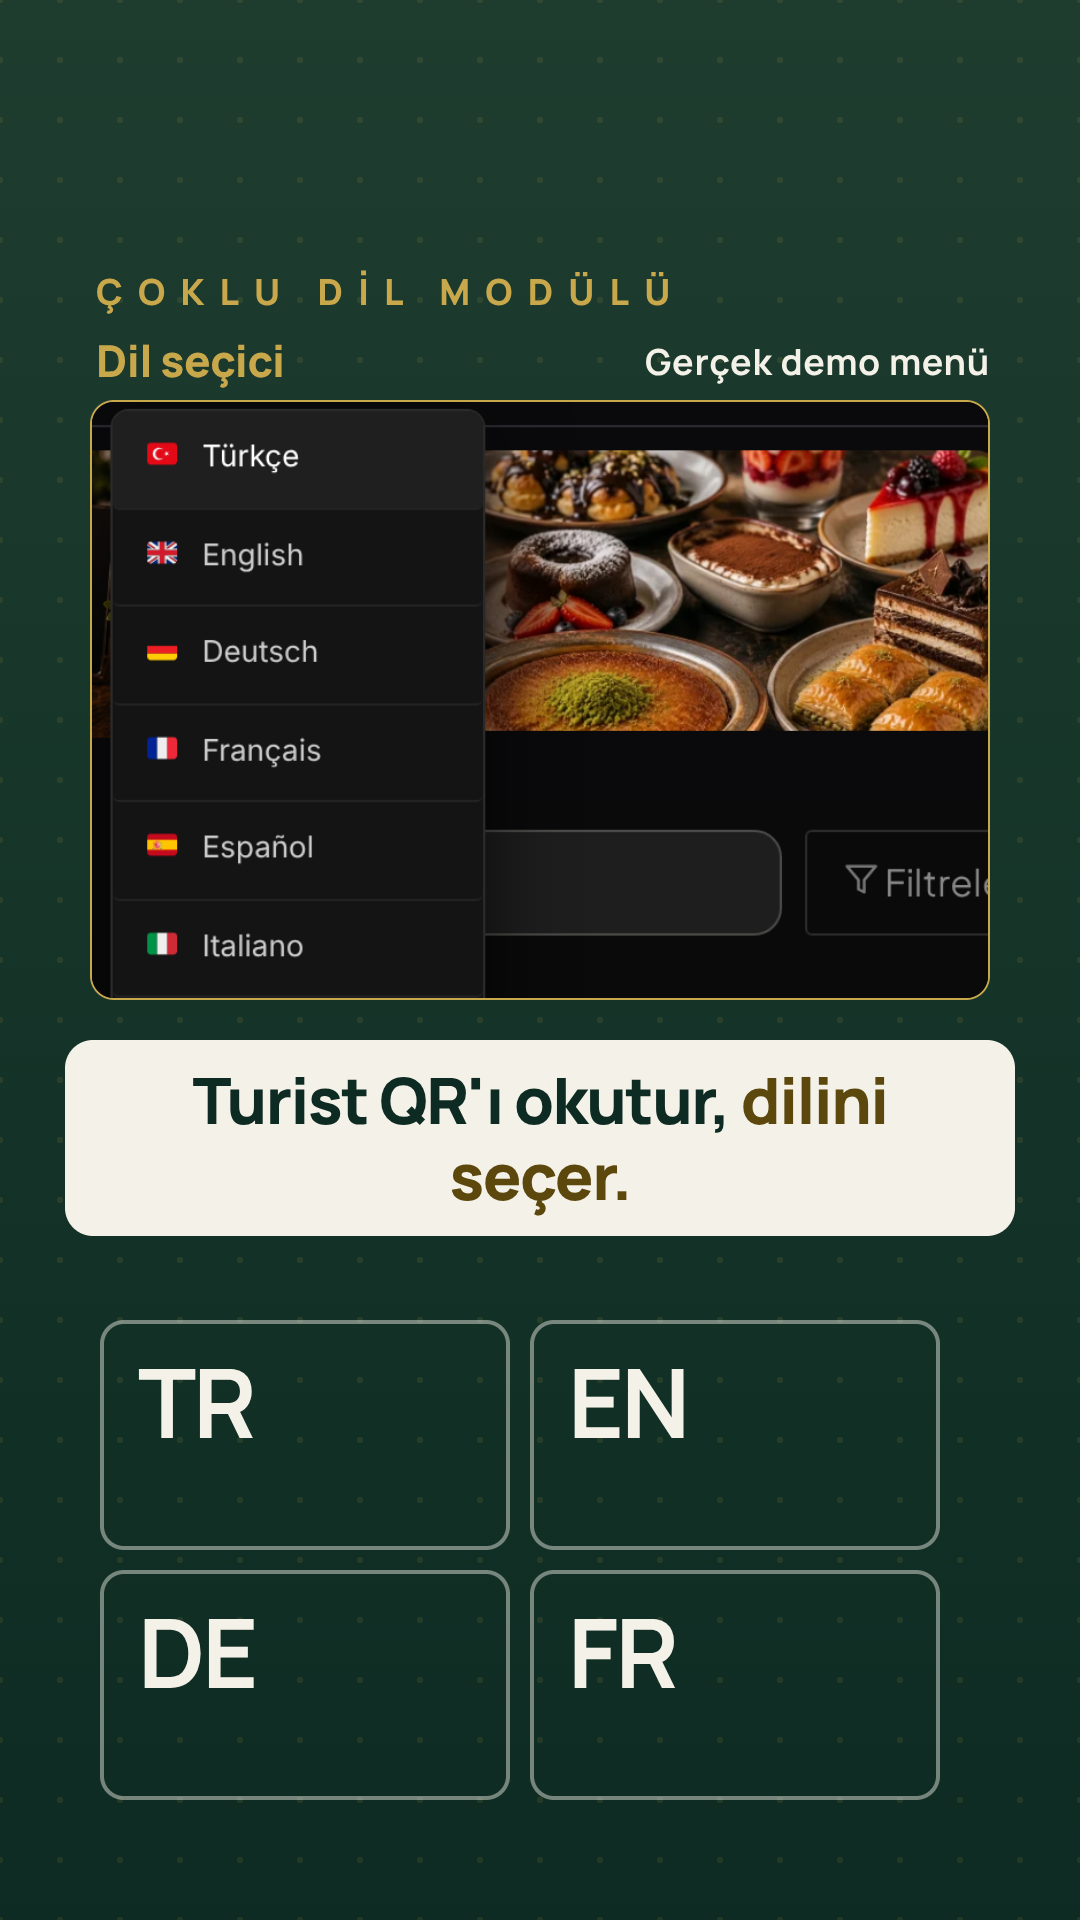 ÇOKLU DİL MODÜLÜ
Dil seçici
Gerçek demo menü
Türkçe
English
Deutsch
Français
Español
Italiano
Filtrele
Turist QR'ı okutur, dilini
seçer.
TR
EN
DE
FR